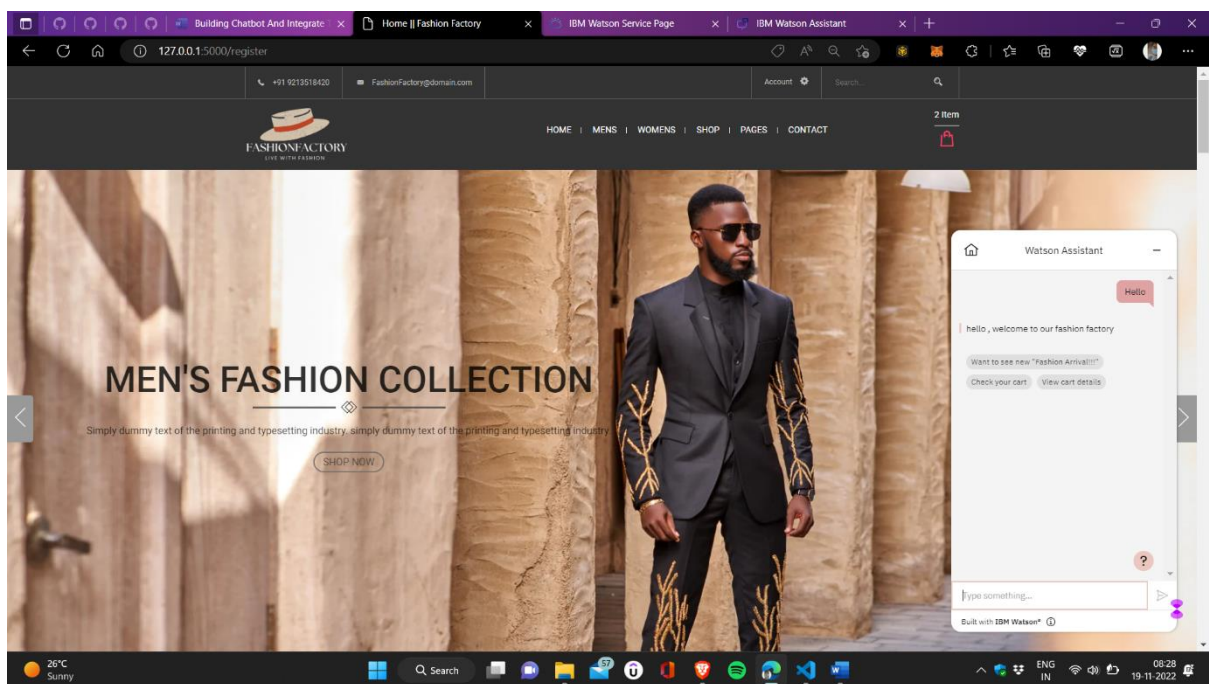 Building Chatbot And Integrate T
Home || Fashion Factory
IBM Watson Service Page
IBM Watson Assistant
127.0.0.1:5000/register
+91 9213518420
FashionFactory@domain.com
Account
Search...
FASHIONFACTORY
LIVE WITH FASHION
HOME | MENS | WOMENS | SHOP | PAGES | CONTACT
2 Item
MEN'S FASHION COLLECTION
Simply dummy text of the printing and typesetting industry. simply dummy text of the printing and typesetting industry
SHOP NOW
Watson Assistant
Hello
hello , welcome to our fashion factory
Want to see new "Fashion Arrival!!!"
Check your cart
View cart details
?
Type something...
Built with IBM Watson®
26°C
Sunny
Search
57
ENG
IN
08:28
19-11-2022